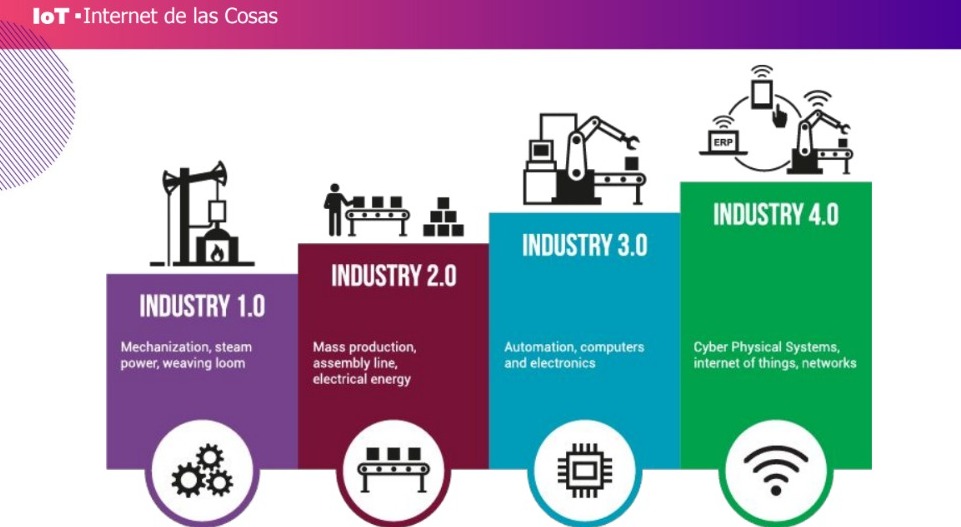 IoT ▪ Internet de las Cosas
ERP
INDUSTRY 1.0
Mechanization, steam
power, weaving loom
INDUSTRY 2.0
Mass production,
assembly line,
electrical energy
INDUSTRY 3.0
Automation, computers
and electronics
INDUSTRY 4.0
Cyber Physical Systems,
internet of things, networks